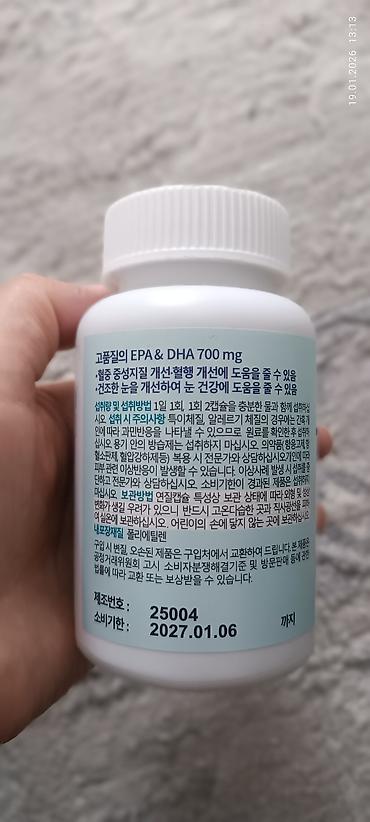 19.01.2026 13:13
고품질의 EPA & DHA 700 mg
•혈중 중성지질 개선·혈행 개선에 도움을 줄 수 있음
•건조한 눈을 개선하여 눈 건강에 도움을 줄 수 있음
섭취량 및 섭취방법 1일 1회, 1회 2캡슐을 충분한 물과 함께 섭취하십
시오. 섭취 시 주의사항 특이체질, 알레르기 체질의 경우에는 간혹 개
인에 따라 과민반응을 나타낼 수 있으므로 원료를 확인한 후 섭취하
십시오 용기 안의 방습제는 섭취하지 마십시오. 의약품(항응고제, 항
혈소판제, 혈압강하제등) 복용 시 전문가와 상담하십시오 개인에 따라
피부 관련 이상반응이 발생할 수 있습니다. 이상사례 발생 시 섭취를 중
단하고 전문가와 상담하십시오. 소비기한이 경과된 제품은 섭취하지
마십시오. 보관방법 연질캡슐 특성상 보관 상태에 따라 외형 및 성상
변화가 생길 우려가 있으니 반드시 고온다습한 곳과 직사광선을 피하
여 실온에 보관하십시오. 어린이의 손에 닿지 않는 곳에 보관하십시오.
내포장재질 폴리에틸렌
구입 시 변질, 오손된 제품은 구입처에서 교환하여 드립니다. 본 제품은
공정거래위원회 고시 소비자분쟁해결기준 및 방문판매 등에 관한
법률에 따라 교환 또는 보상받을 수 있습니다.
제조번호 : 25004
소비기한 : 2027.01.06 까지